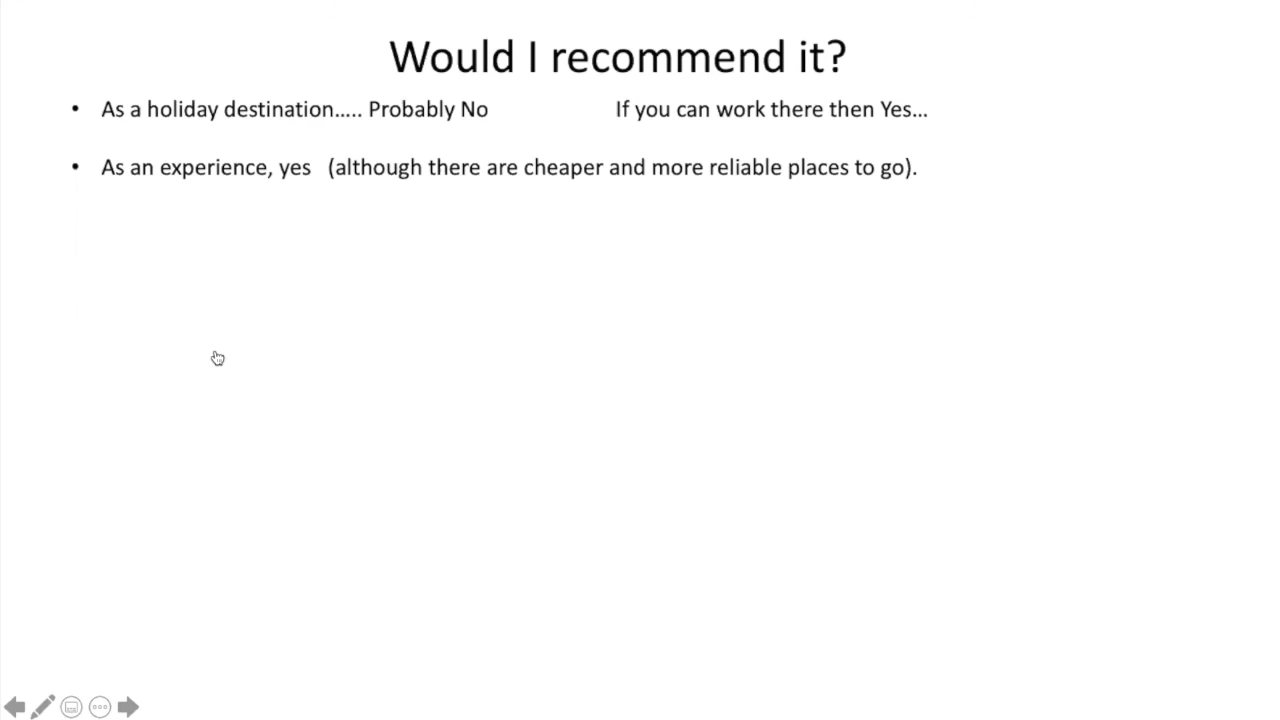 Would I recommend it?
• As a holiday destination….. Probably No If you can work there then Yes…
• As an experience, yes (although there are cheaper and more reliable places to go).